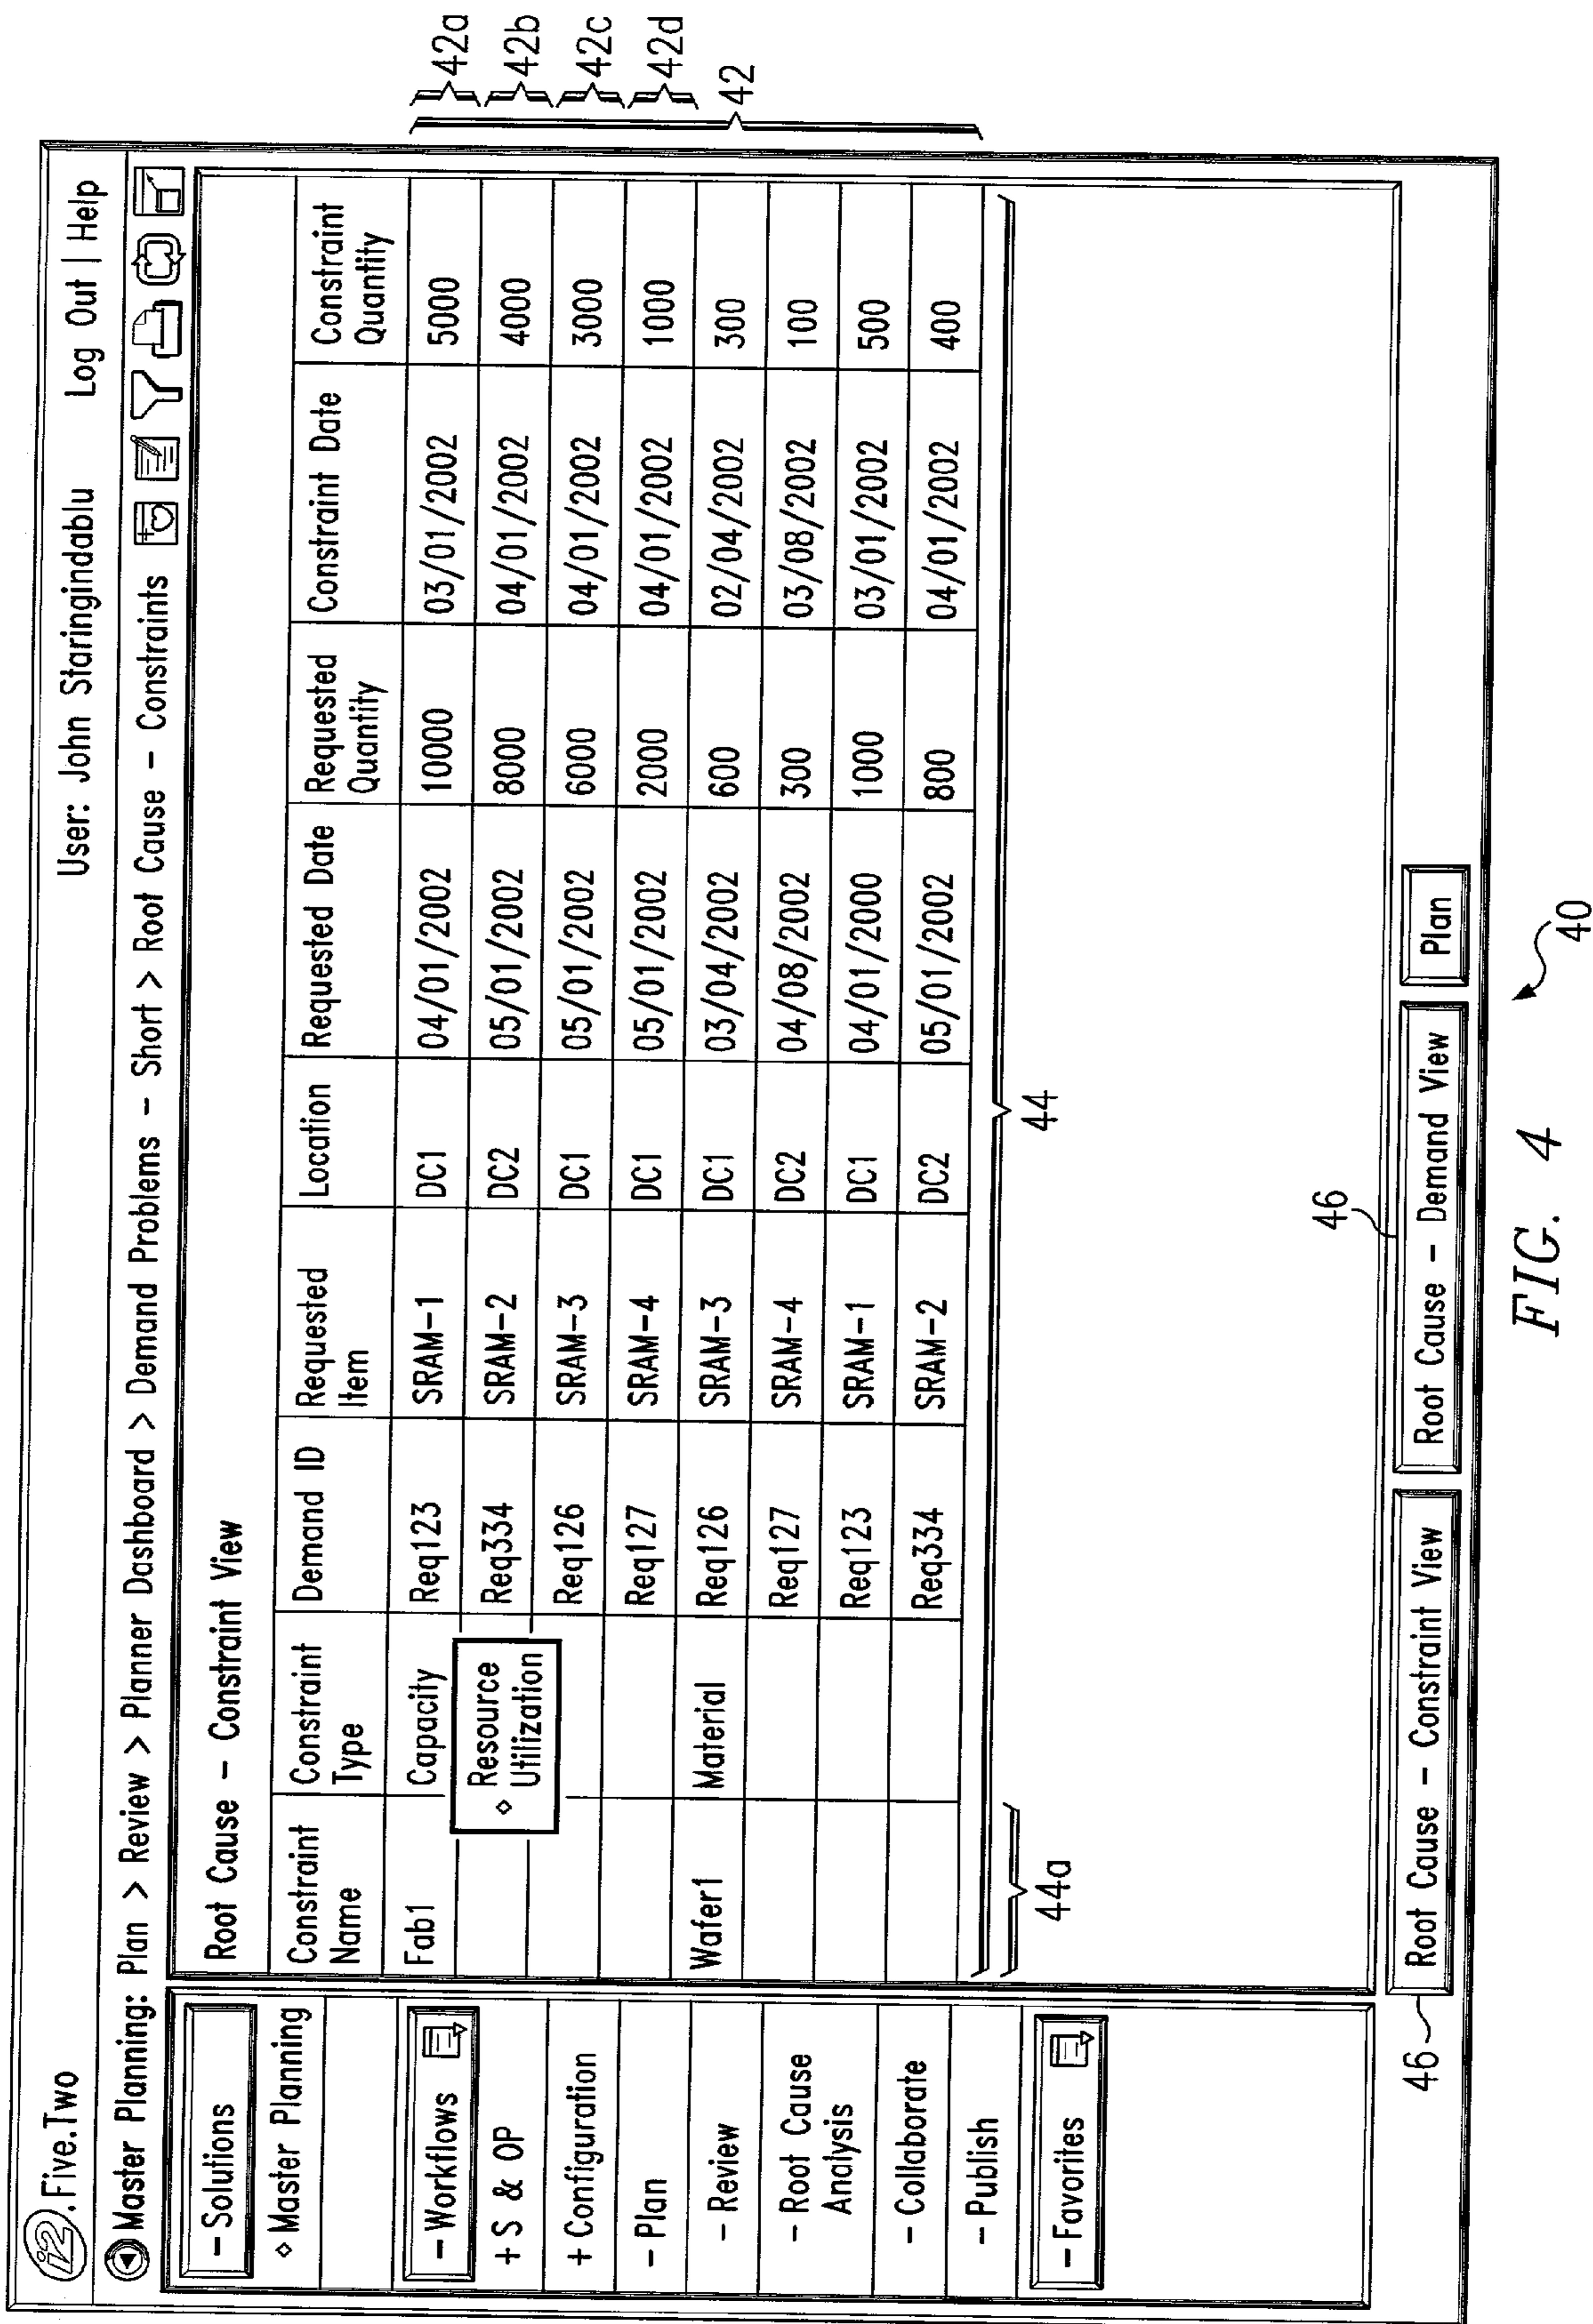 i2.Five.Two
User: John Staringindablu Log Out | Help
Master Planning: Plan > Review > Planner Dashboard > Demand Problems – Short > Root Cause – Constraints
– Solutions
◇ Master Planning
– Workflows
+ S & OP
+ Configuration
– Plan
– Review
– Root Cause
Analysis
– Collaborate
– Publish
– Favorites
Root Cause – Constraint View
Constraint Name Constraint Type Demand ID Requested Item Location Requested Date Requested Quantity Constraint Date Constraint Quantity
Fab1 Capacity Req123 SRAM–1 DC1 04/01/2002 10000 03/01/2002 5000
Req334 SRAM–2 DC2 05/01/2002 8000 04/01/2002 4000
Req126 SRAM–3 DC1 05/01/2002 6000 04/01/2002 3000
Req127 SRAM–4 DC1 05/01/2002 2000 04/01/2002 1000
Wafer1 Material Req126 SRAM–3 DC1 03/04/2002 600 02/04/2002 300
Req127 SRAM–4 DC2 04/08/2002 300 03/08/2002 100
Req123 SRAM–1 DC1 04/01/2000 1000 03/01/2002 500
Req334 SRAM–2 DC2 05/01/2002 800 04/01/2002 400
◇ Resource
Utilization
42a
42b
42c
42d
42
44a
44
46
46
Root Cause – Constraint View
Root Cause – Demand View
Plan
40
FIG. 4